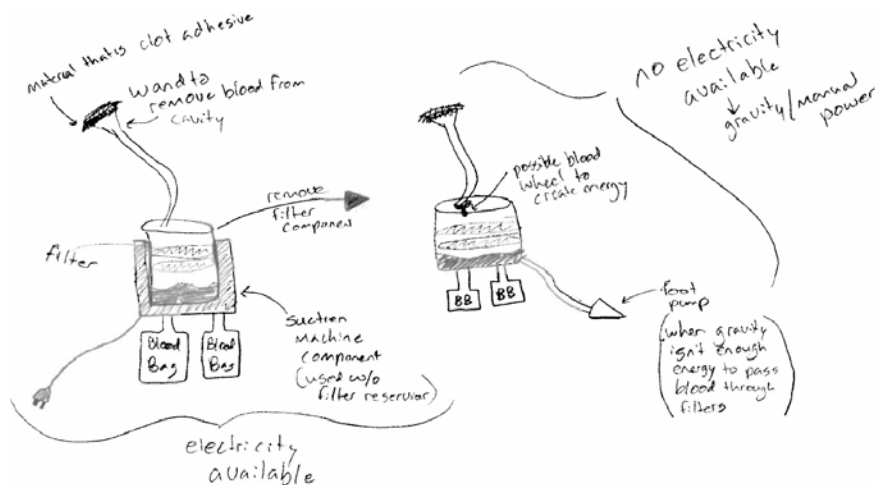 material that is clot adhesive
wand to
remove blood from
cavity
remove
filter
component
filter
Blood
Bag
Blood
Bag
suction
machine
component
(used w/o
filter reservior)
electricity
available
no electricity
available
gravity/manual
power
possible blood
wheel to
create energy
BB
BB
foot
pump
(when gravity
isn't enough
energy to pass
blood through
filters)